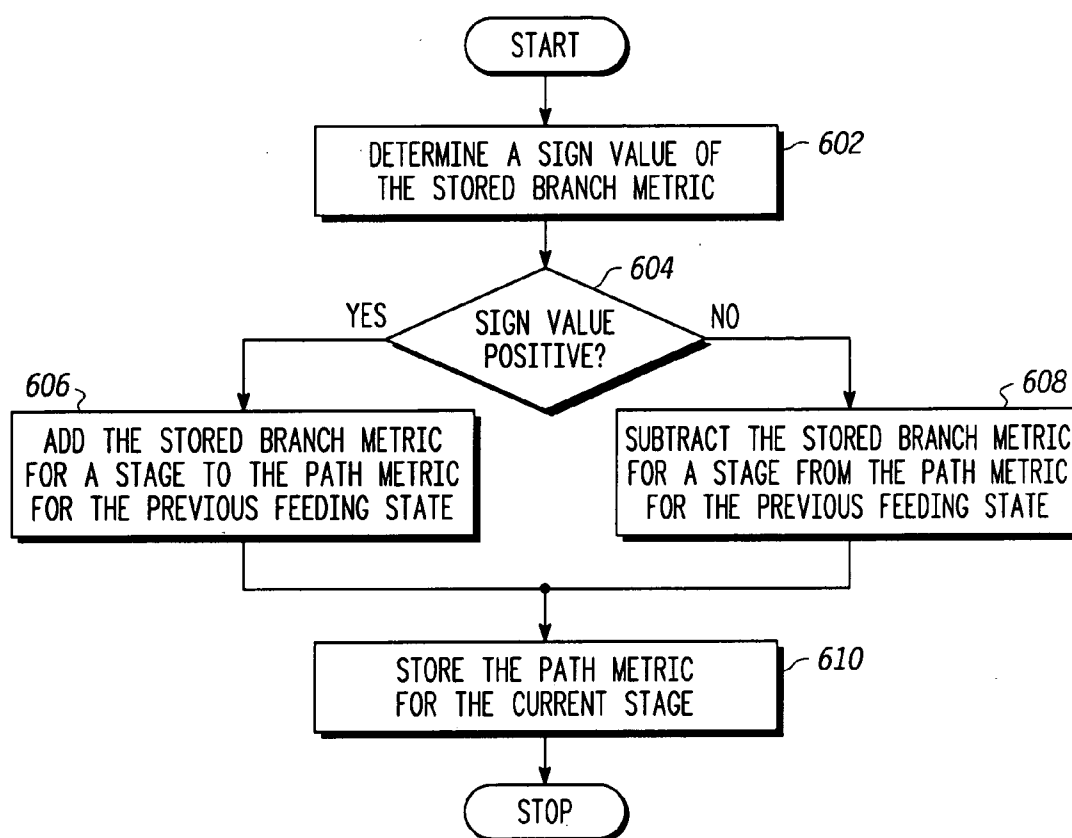 START
DETERMINE A SIGN VALUE OF
THE STORED BRANCH METRIC
602
604
SIGN VALUE
POSITIVE?
YES
NO
606
ADD THE STORED BRANCH METRIC
FOR A STAGE TO THE PATH METRIC
FOR THE PREVIOUS FEEDING STATE
608
SUBTRACT THE STORED BRANCH METRIC
FOR A STAGE FROM THE PATH METRIC
FOR THE PREVIOUS FEEDING STATE
STORE THE PATH METRIC
FOR THE CURRENT STAGE
610
STOP